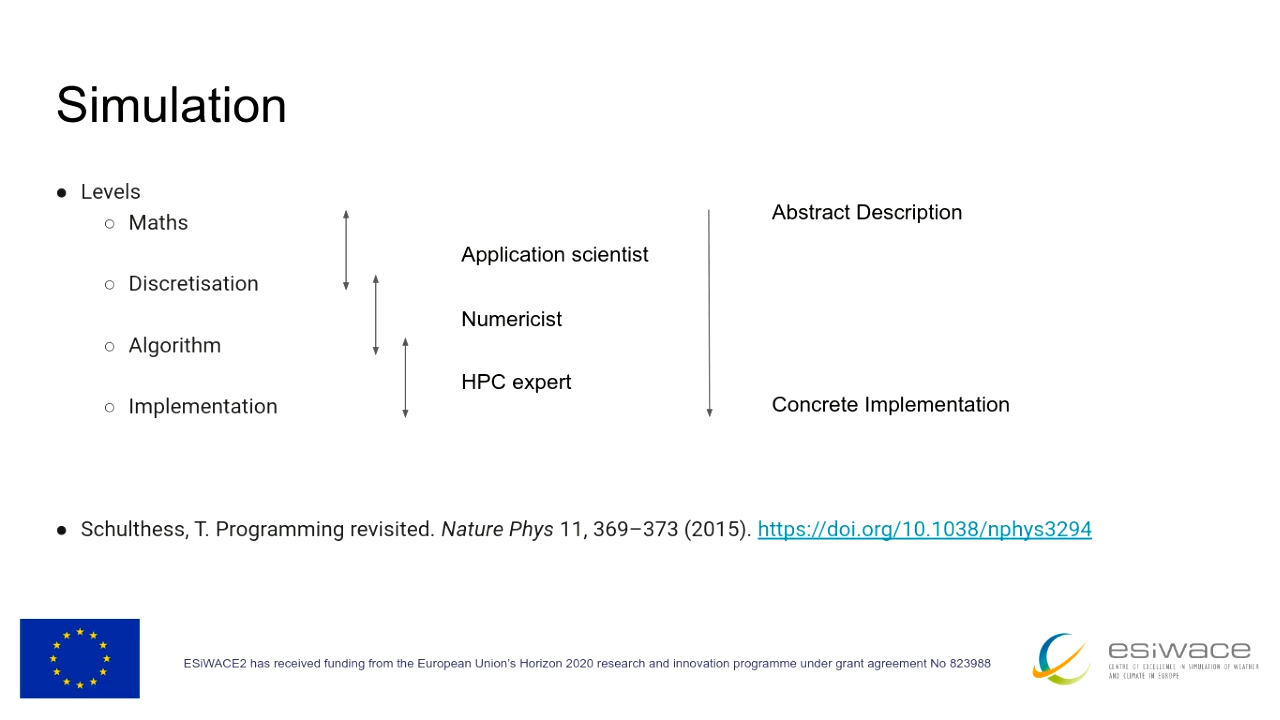 Simulation
● Levels
○ Maths
○ Discretisation
○ Algorithm
○ Implementation
Application scientist
Numericist
HPC expert
Abstract Description
Concrete Implementation
● Schulthess, T. Programming revisited. Nature Phys 11, 369–373 (2015). https://doi.org/10.1038/nphys3294
ESiWACE2 has received funding from the European Union's Horizon 2020 research and innovation programme under grant agreement No 823988
esiwace
CENTRE OF EXCELLENCE IN SIMULATION OF WEATHER
AND CLIMATE IN EUROPE